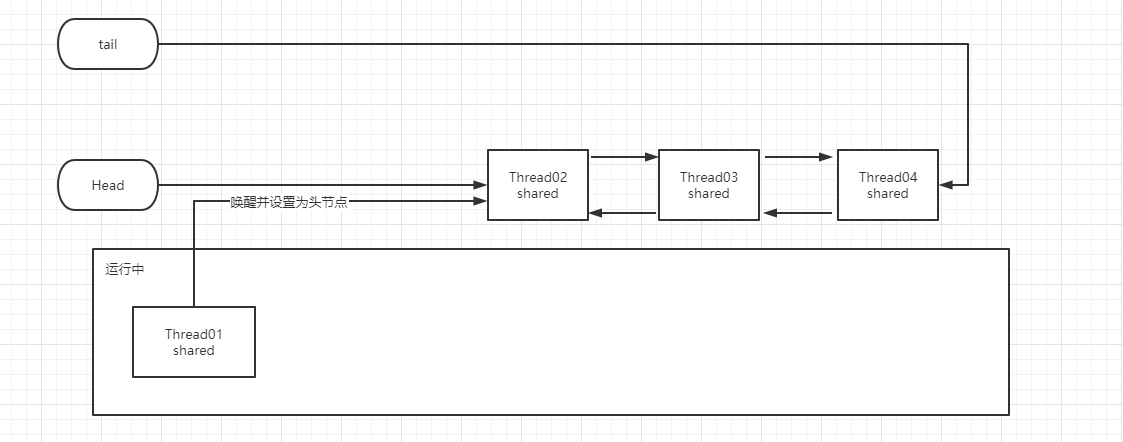 tail
Head
Thread02
shared
Thread03
shared
Thread04
shared
唤醒并设置为头节点
运行中
Thread01
shared